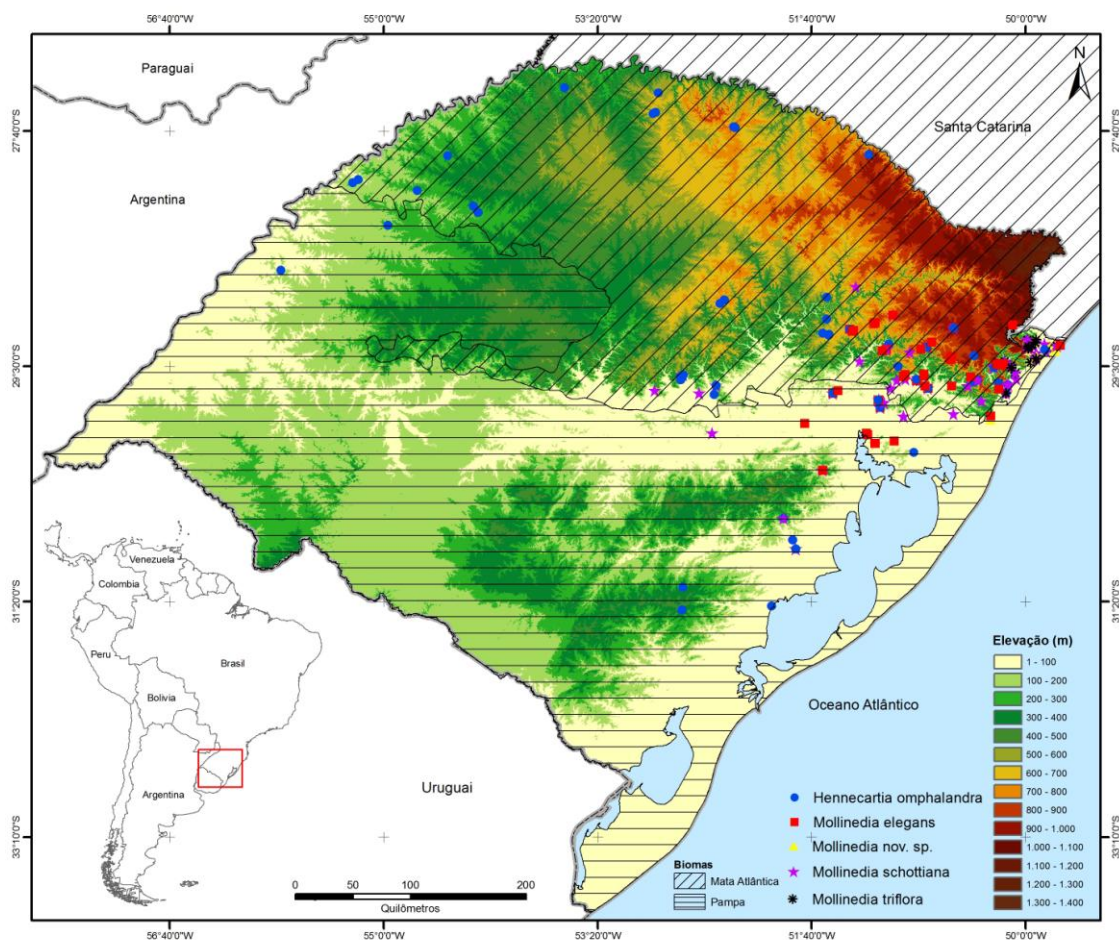 56°40'0"W
55°0'0"W
53°20'0"W
51°40'0"W
50°0'0"W
Paraguai
N
27°40'0"S
Santa Catarina
27°40'0"S
Argentina
29°30'0"S
29°30'0"S
31°20'0"S
31°20'0"S
Venezuela
Colombia
Peru
Brasil
Bolivia
Argentina
Uruguai
Oceano Atlântico
Elevação (m)
1 - 100
100 - 200
200 - 300
300 - 400
400 - 500
500 - 600
600 - 700
700 - 800
800 - 900
900 - 1.000
1.000 - 1.100
1.100 - 1.200
1.200 - 1.300
1.300 - 1.400
Hennecartia omphalandra
Mollinedia elegans
Mollinedia nov. sp.
Mollinedia schottiana
Mollinedia triflora
Biomas
Mata Atlântica
Pampa
0 50 100 200
Quilômetros
33°10'0"S
33°10'0"S
56°40'0"W
55°0'0"W
53°20'0"W
51°40'0"W
50°0'0"W